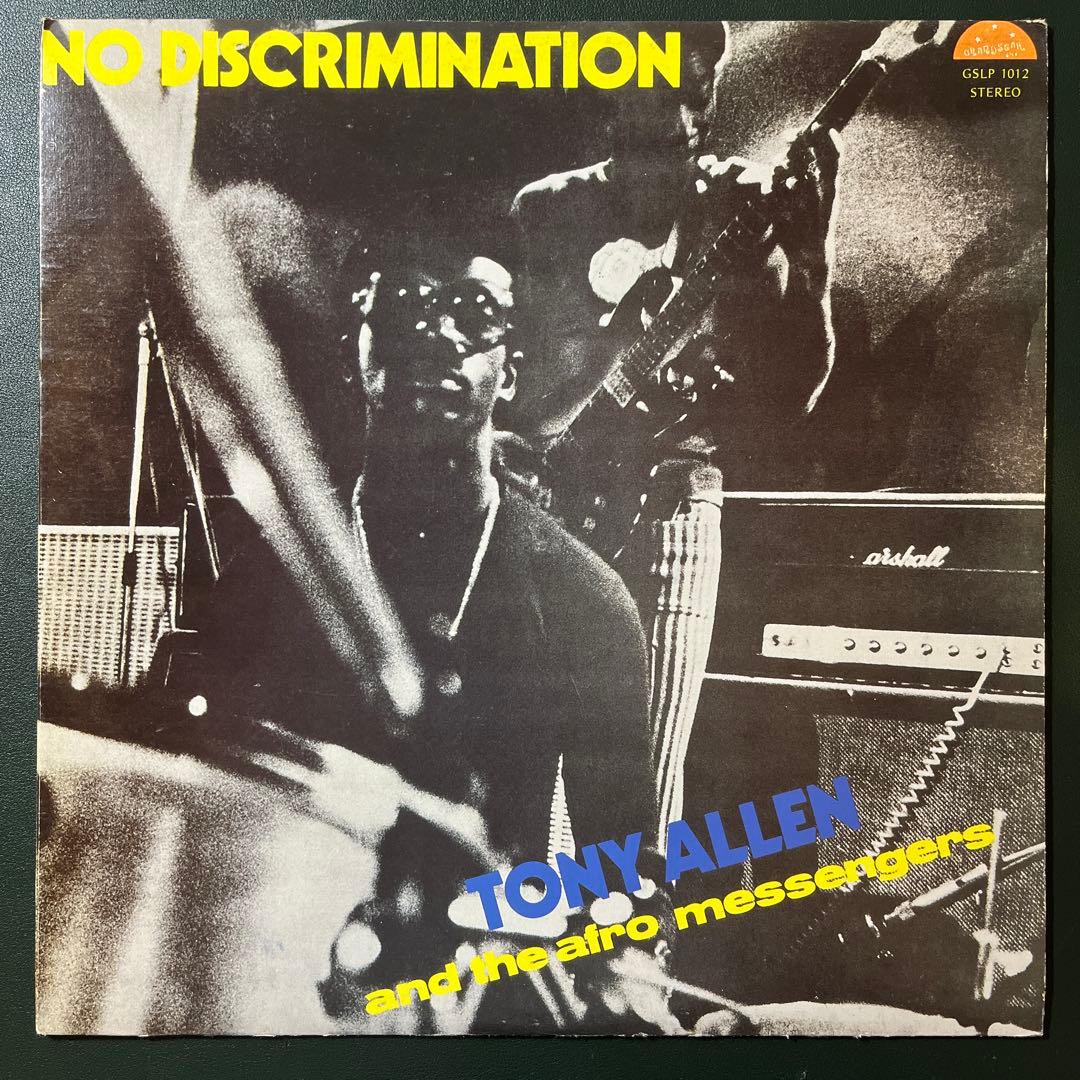 NO DISCRIMINATION
GSLP 1012
STEREO
arshall
TONY ALLEN
and the afro messengers